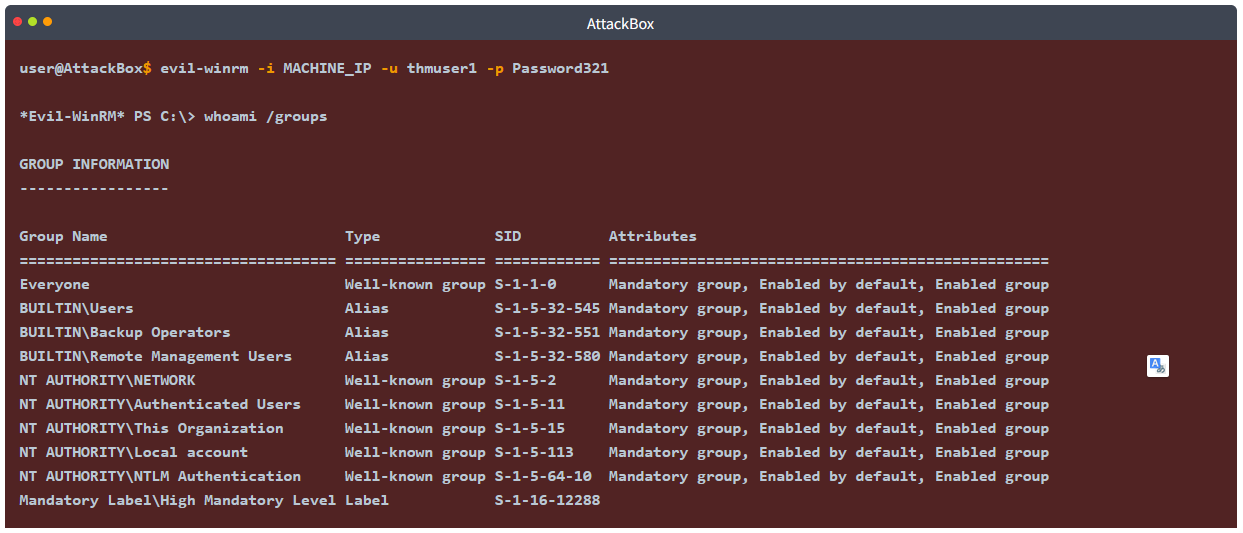 AttackBox
user@AttackBox$ evil-winrm -i MACHINE_IP -u thmuser1 -p Password321
*Evil-WinRM* PS C:\> whoami /groups
GROUP INFORMATION
-----------------
Group Name                           Type             SID          Attributes
==================================== ================ ============ ==================================================
Everyone                             Well-known group S-1-1-0      Mandatory group, Enabled by default, Enabled group
BUILTIN\Users                        Alias            S-1-5-32-545 Mandatory group, Enabled by default, Enabled group
BUILTIN\Backup Operators             Alias            S-1-5-32-551 Mandatory group, Enabled by default, Enabled group
BUILTIN\Remote Management Users      Alias            S-1-5-32-580 Mandatory group, Enabled by default, Enabled group
NT AUTHORITY\NETWORK                 Well-known group S-1-5-2      Mandatory group, Enabled by default, Enabled group
NT AUTHORITY\Authenticated Users     Well-known group S-1-5-11     Mandatory group, Enabled by default, Enabled group
NT AUTHORITY\This Organization       Well-known group S-1-5-15     Mandatory group, Enabled by default, Enabled group
NT AUTHORITY\Local account           Well-known group S-1-5-113    Mandatory group, Enabled by default, Enabled group
NT AUTHORITY\NTLM Authentication     Well-known group S-1-5-64-10  Mandatory group, Enabled by default, Enabled group
Mandatory Label\High Mandatory Level Label            S-1-16-12288